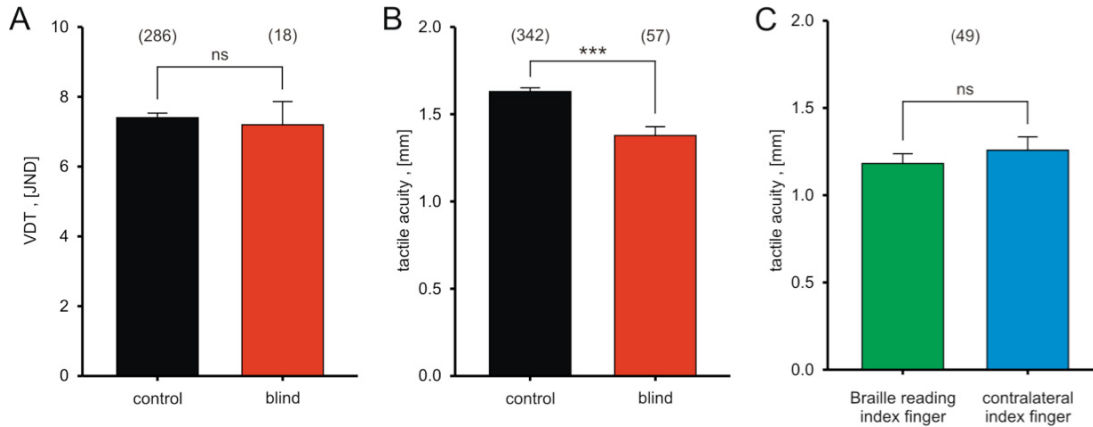 A
10
8
6
4
2
0
VDT , [JND]
(286) (18)
ns
control blind
B
2.0
1.5
1.0
0.5
0.0
tactile acuity , [mm]
(342) (57)
***
control blind
C
2.0
1.5
1.0
0.5
0.0
tactile acuity , [mm]
(49)
ns
Braille reading contralateral
index finger index finger